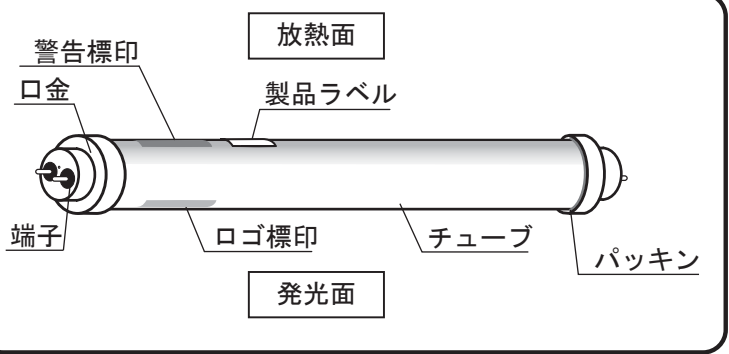 放熱面
警告標印
口金
製品ラベル
端子
ロゴ標印
チューブ
パッキン
発光面